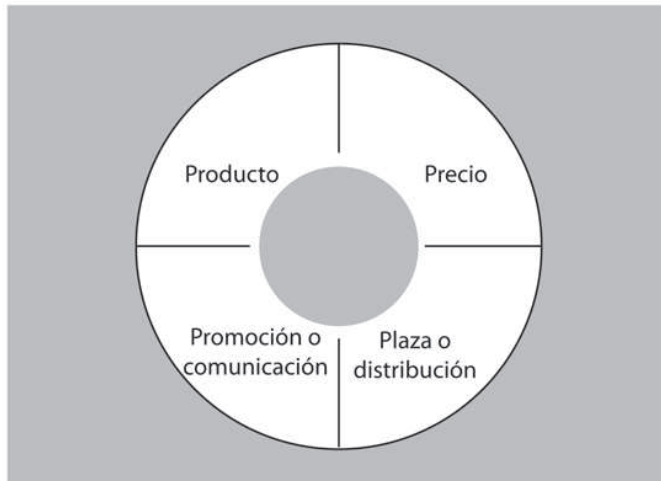 Producto
Precio
Promoción o
comunicación
Plaza o
distribución